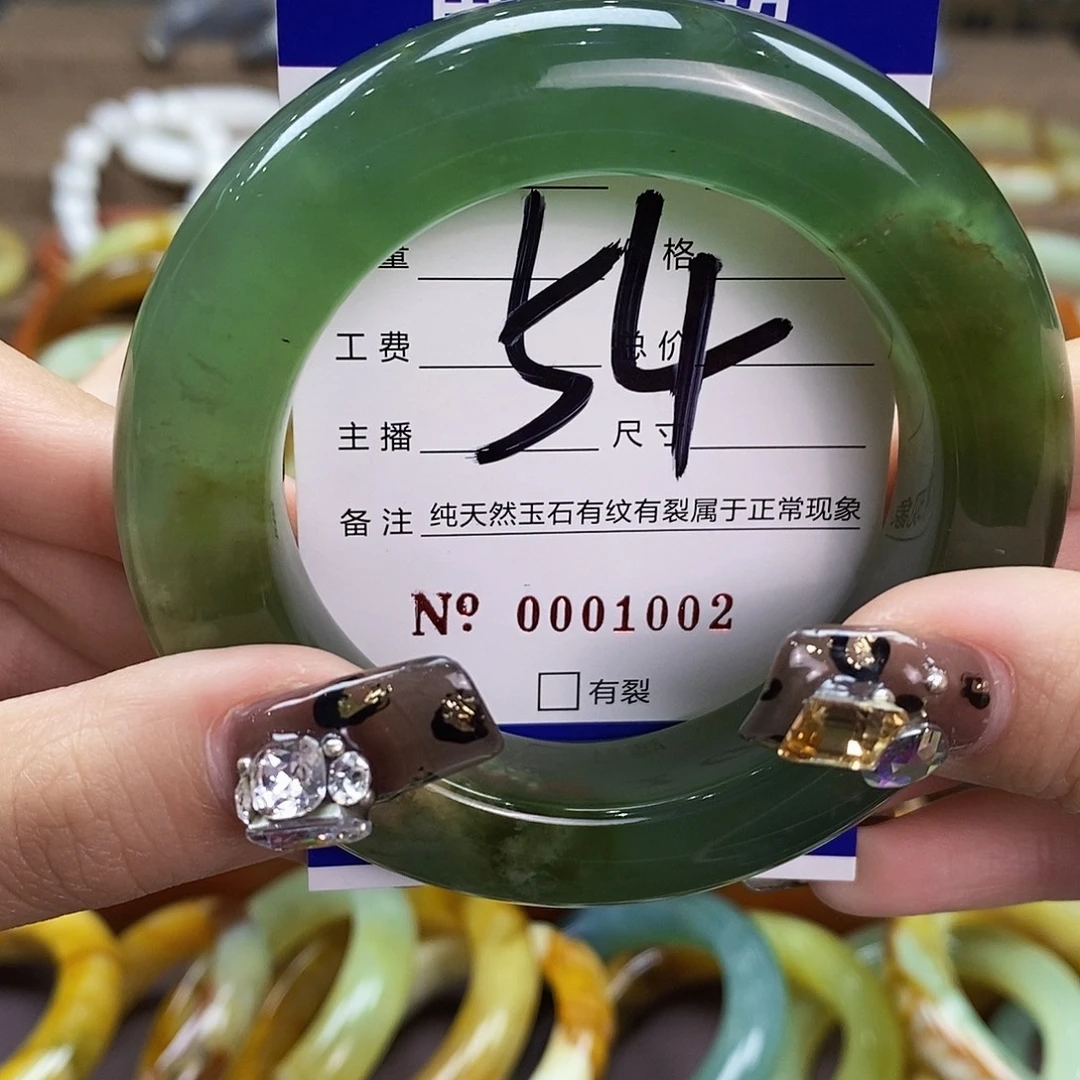 54
量 格
工费 总价
主播 尺寸
备注 纯天然玉石有纹有裂属于正常现象
Nº 0001002
有裂